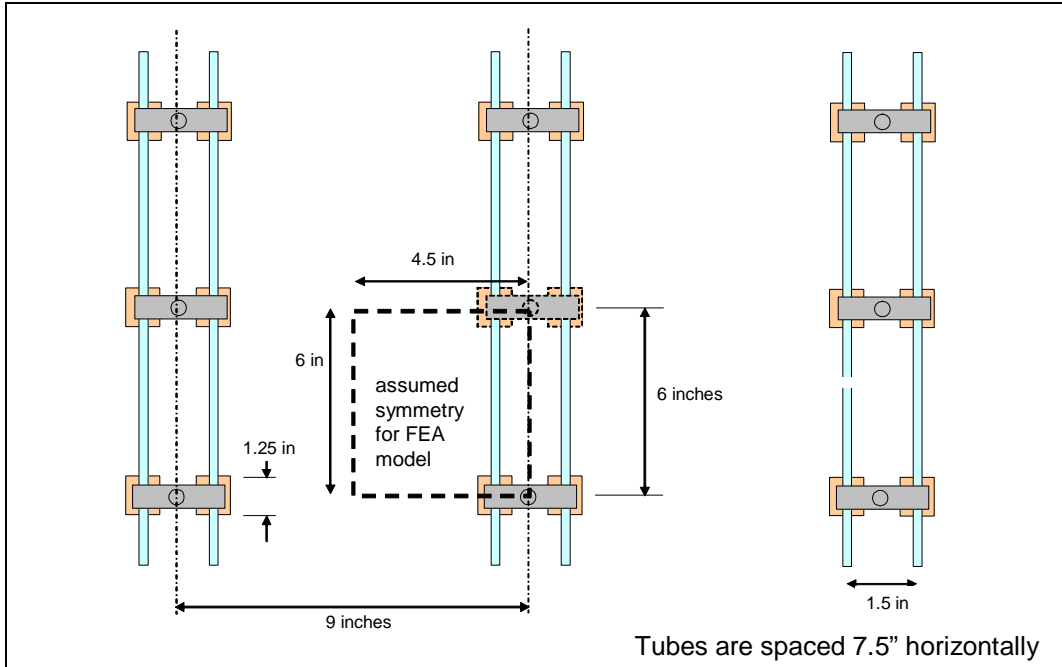 4.5 in
6 in
assumed
symmetry
for FEA
model
6 inches
1.25 in
1.5 in
9 inches
Tubes are spaced 7.5” horizontally